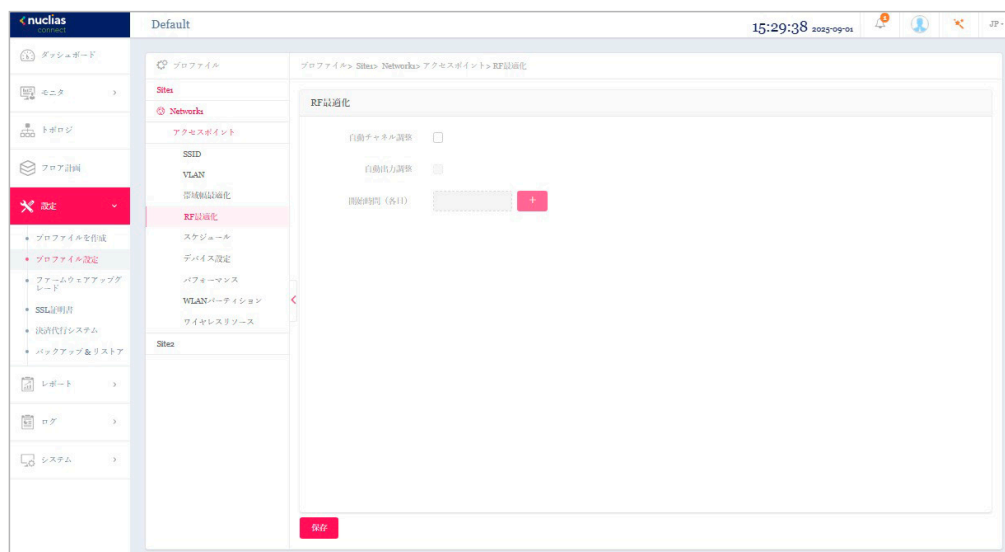 nuclias
connect
Default
15:29:38 2025-09-01
1
JP
ダッシュボード
モニタ
トポロジ
フロア計画
設定
プロファイルを作成
プロファイル設定
ファームウェアアップグ
レード
SSL証明書
決済代行システム
バックアップ&リストア
レポート
ログ
システム
プロファイル
Site1
Network1
アクセスポイント
SSID
VLAN
帯域幅最適化
RF最適化
スケジュール
デバイス設定
パフォーマンス
WLANパーティション
ワイヤレスリソース
Site2
プロファイル> Site1> Network1> アクセスポイント> RF最適化
RF最適化
自動チャネル調整
自動出力調整
開始時間 (各日)
+
保存